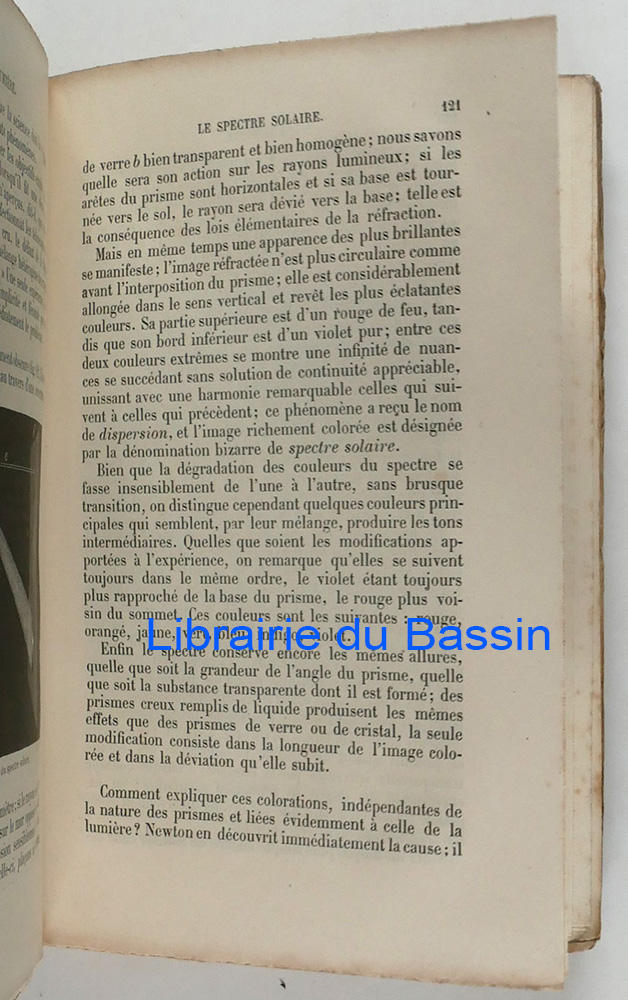 LE SPECTRE SOLAIRE.
121
de verre b bien transparent et bien homogène; nous savons
quelle sera son action sur les rayons lumineux; si les
arêtes du prisme sont horizontales et si sa base est tour-
née vers le sol, le rayon sera dévié vers la base; telle est
la conséquence des lois élémentaires de la réfraction.
Mais en même temps une apparence des plus brillantes
se manifeste; l'image réfractée n'est plus circulaire comme
avant l'interposition du prisme; elle est considérablement
allongée dans le sens vertical et revêt les plus éclatantes
couleurs. Sa partie supérieure est d'un rouge de feu, tan-
dis que son bord inférieur est d'un violet pur; entre ces
deux couleurs extrêmes se montre une infinité de nuan-
ces se succédant sans solution de continuité appréciable,
unissant avec une harmonie remarquable celles qui sui-
vent à celles qui précèdent; ce phénomène a reçu le nom
de dispersion, et l'image richement colorée est désignée
par la dénomination bizarre de spectre solaire.
Bien que la dégradation des couleurs du spectre se
fasse insensiblement de l'une à l'autre, sans brusque
transition, on distingue cependant quelques couleurs prin-
cipales qui semblent, par leur mélange, produire les tons
intermédiaires. Quelles que soient les modifications ap-
portées à l'expérience, on remarque qu'elles se suivent
toujours dans le même ordre, le violet étant toujours
plus rapproché de la base du prisme, le rouge plus voi-
sin du sommet. Ces couleurs sont les suivantes : rouge,
orangé, jaune, vert, bleu, indigo, violet.
Librairie du Bassin
Enfin le spectre conserve encore les mêmes allures,
quelle que soit la grandeur de l'angle du prisme, quelle
que soit la substance transparente dont il est formé; des
prismes creux remplis de liquide produisent les mêmes
effets que des prismes de verre ou de cristal, la seule
modification consiste dans la longueur de l'image colo-
rée et dans la déviation qu'elle subit.
Comment expliquer ces colorations, indépendantes de
la nature des prismes et liées évidemment à celle de la
lumière? Newton en découvrit immédiatement la cause; il